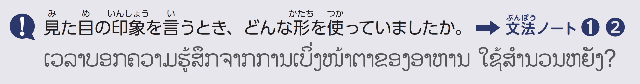 ! 見た目の印象を言うとき、どんな形を使っていましたか。 ➡ 文法ノート ❶ ❷
ເວລາບອກຄວາມຮູ້ສຶກຈາກການເບິ່ງໜ້າຕາຂອງອາຫານ ໃຊ້ສຳນວນຫຍັງ?